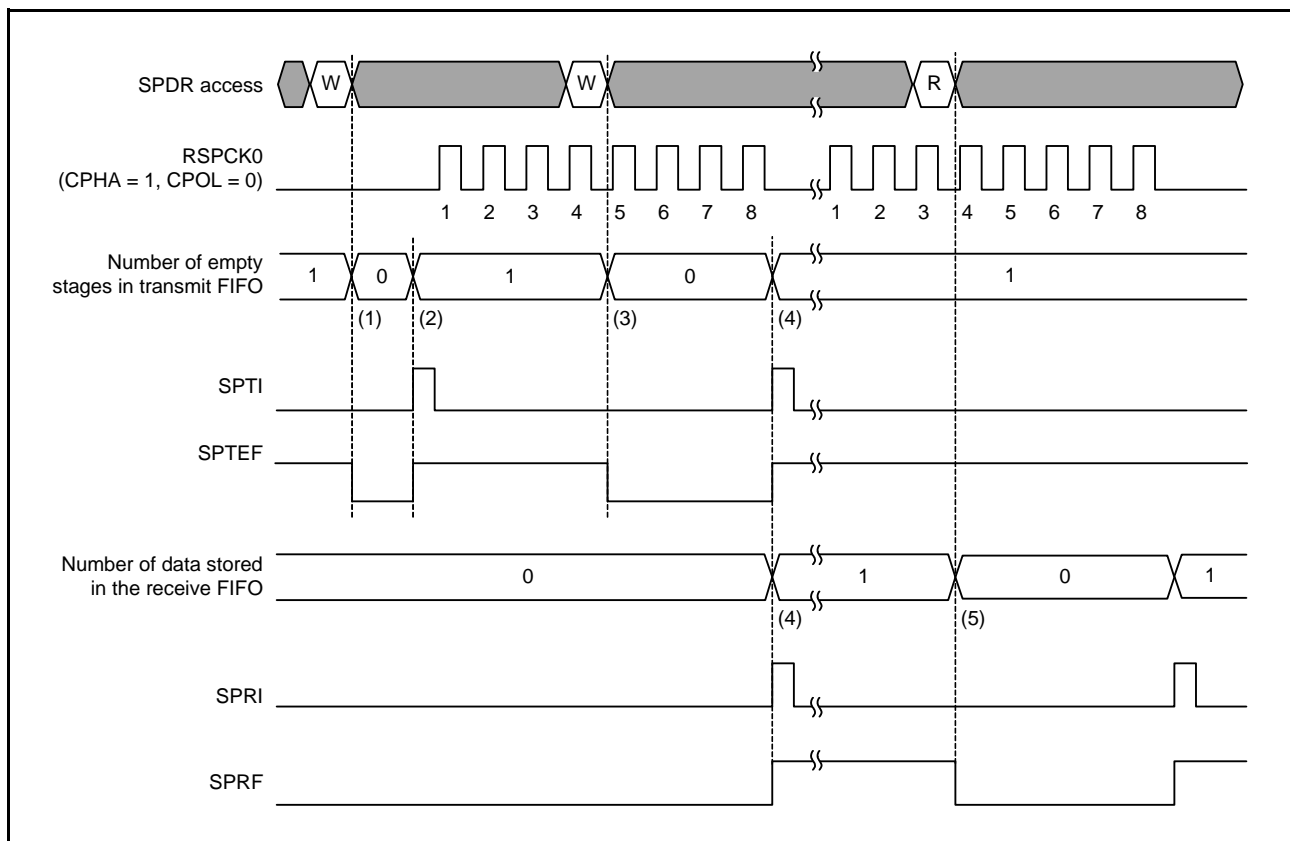 SPDR access
W
W
R
RSPCK0
(CPHA = 1, CPOL = 0)
1 2 3 4 5 6 7 8 1 2 3 4 5 6 7 8
Number of empty
stages in transmit FIFO
1 0 1 0 1
(1) (2) (3) (4)
SPTI
SPTEF
Number of data stored
in the receive FIFO
0 1 0 1
(4) (5)
SPRI
SPRF